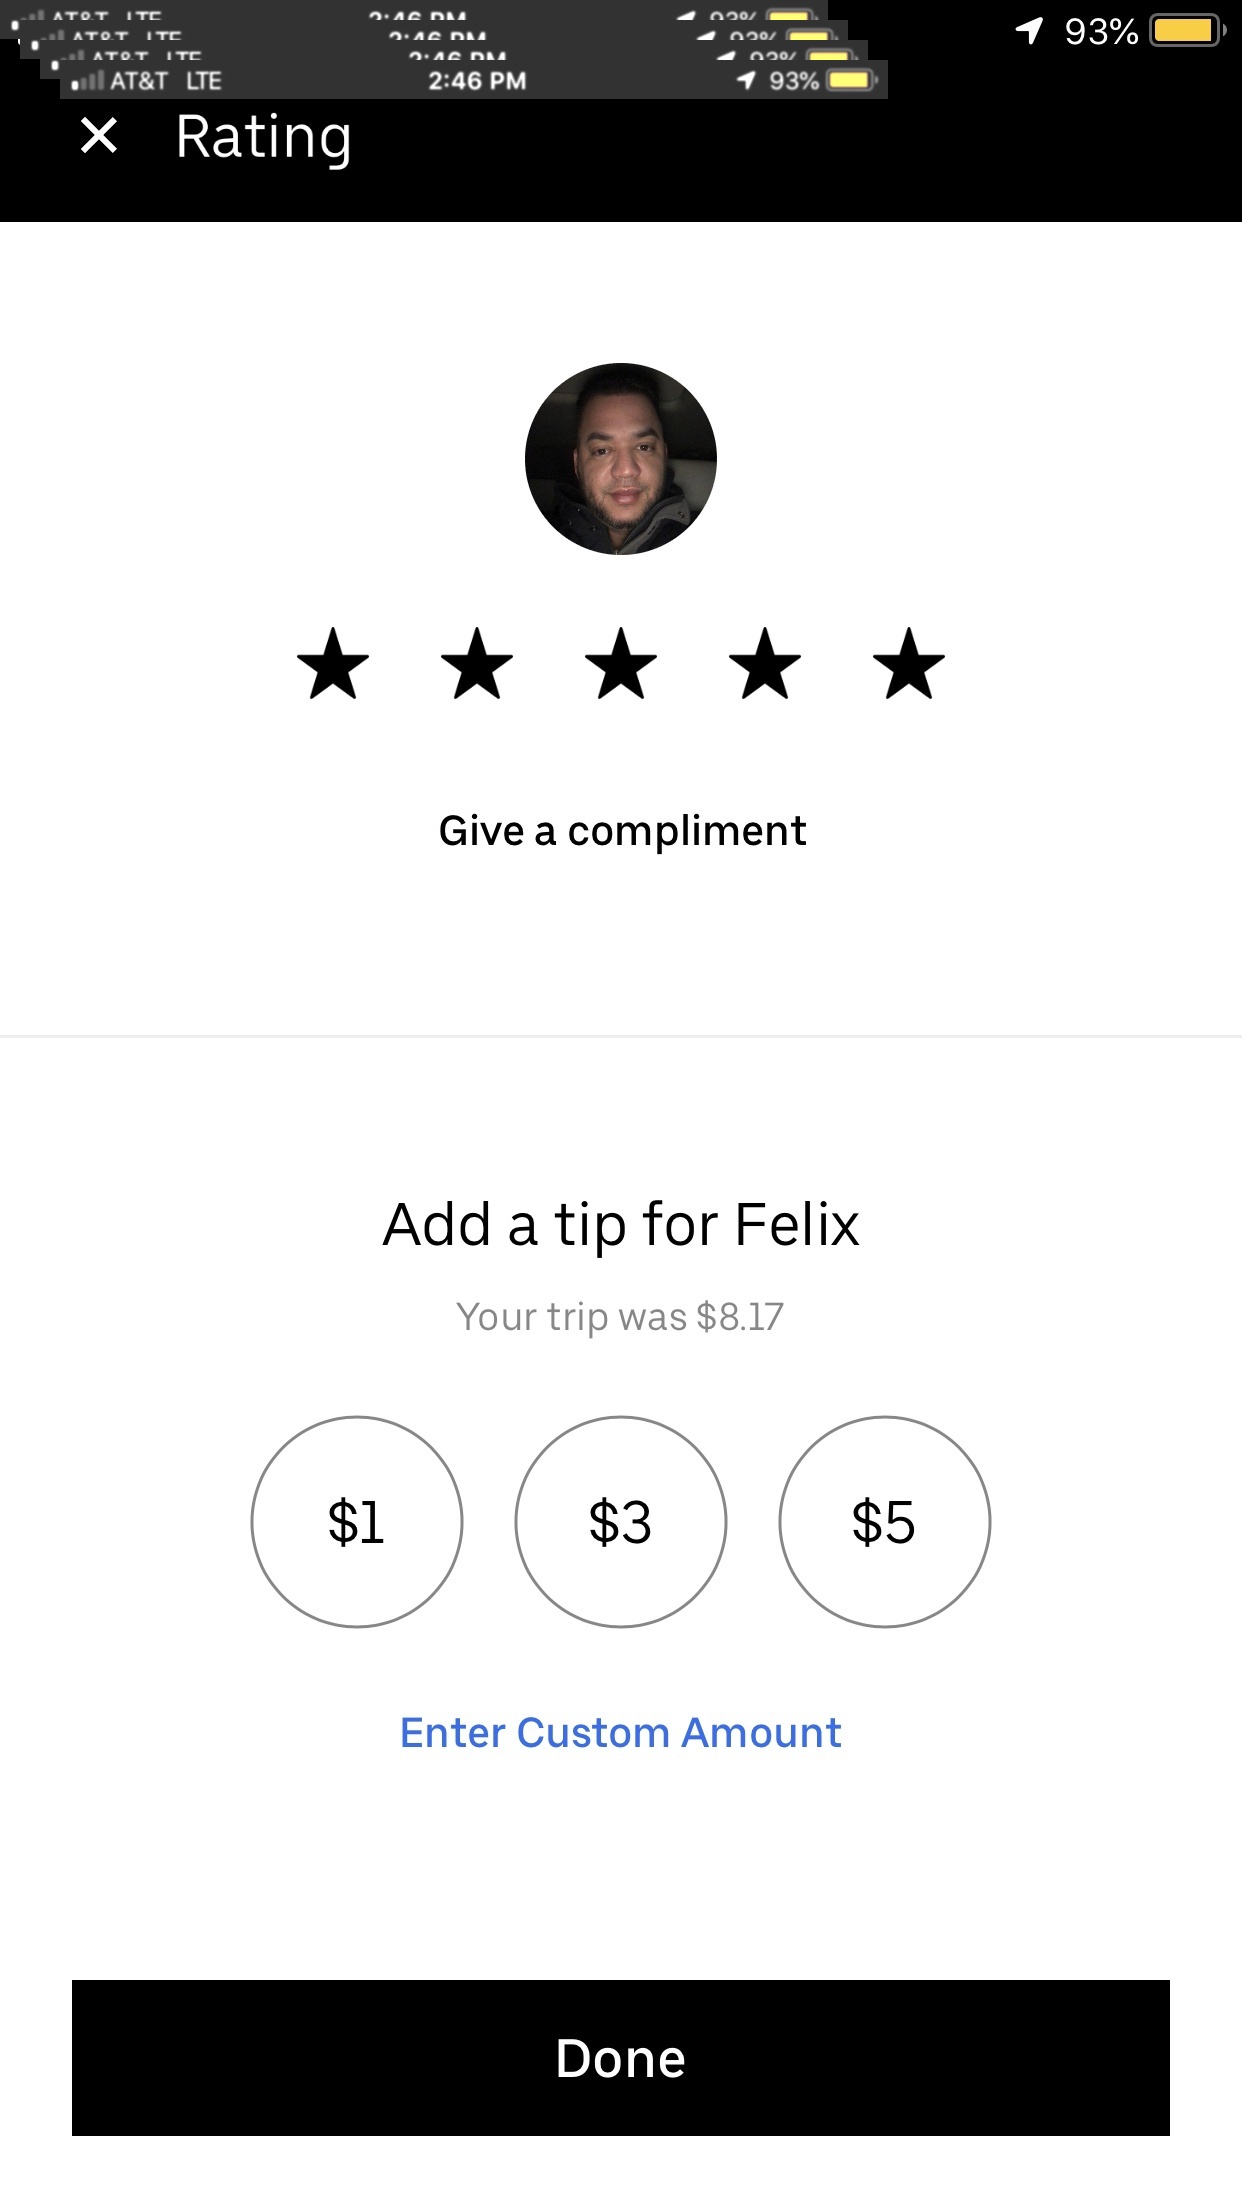 AT&T LTE 2:46 PM 93%
93%
AT&T LTE 2:46 PM 93%
AT&T LTE 2:46 PM 93%
AT&T LTE 2:46 PM 93%
Rating
Give a compliment
Add a tip for Felix
Your trip was $8.17
$1 $3 $5
Enter Custom Amount
Done